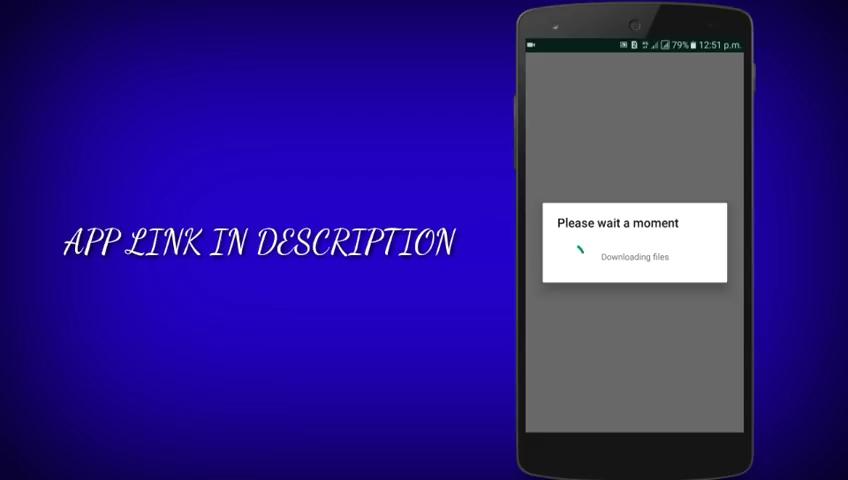 79% 12:51 p.m.
APP LINK IN DESCRIPTION
Please wait a moment
Downloading files